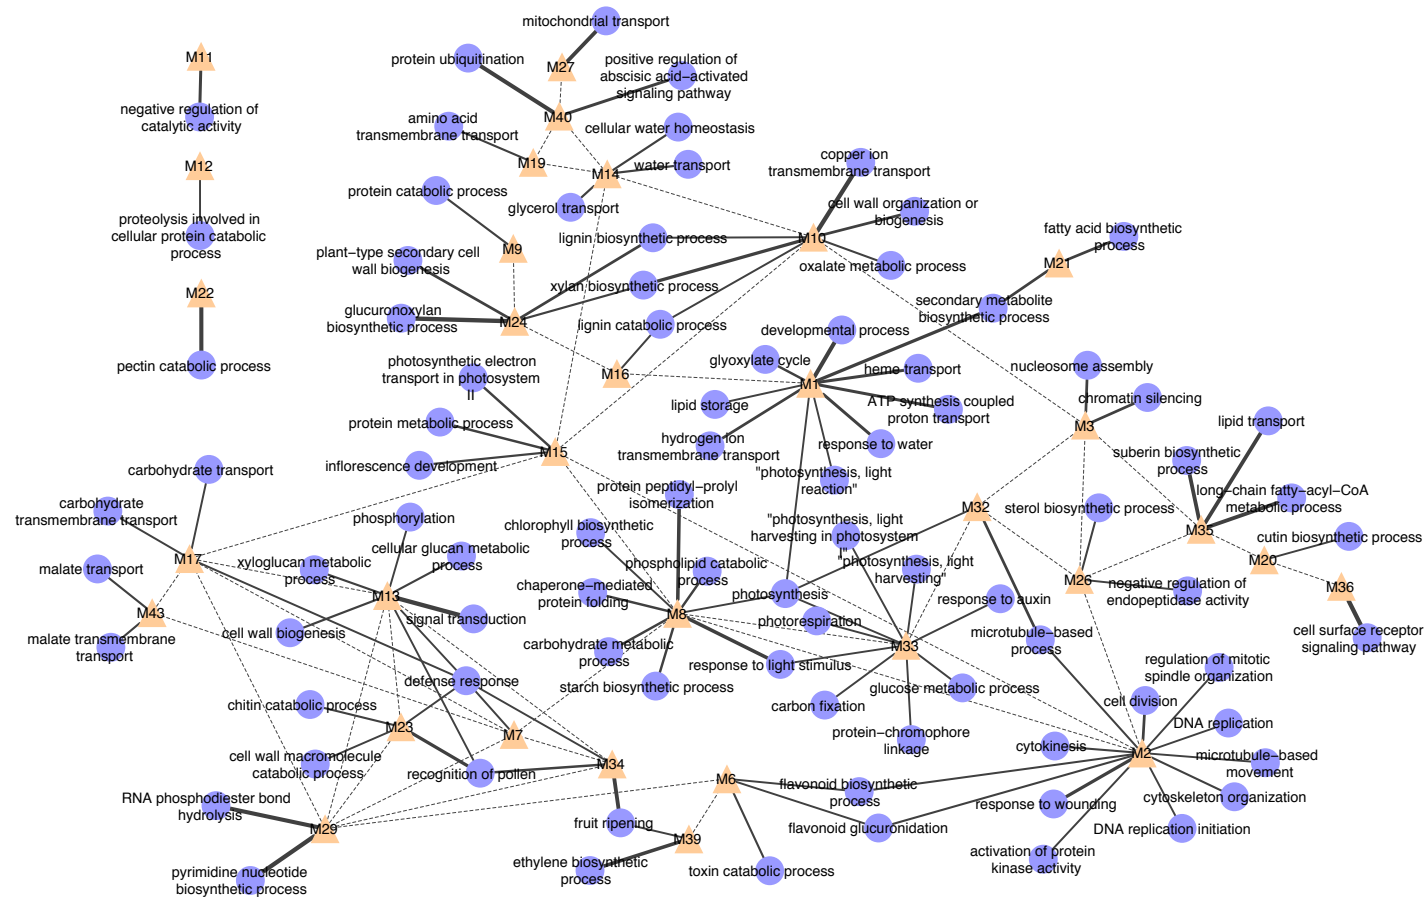 mitochondrial transport
M11
protein ubiquitination
M27
positive regulation of
abscisic acid−activated
signaling pathway
negative regulation of
catalytic activity
amino acid
transmembrane transport
M40
cellular water homeostasis
M12
M19
M14
water transport
copper ion
transmembrane transport
protein catabolic process
glycerol transport
cell wall organization or
biogenesis
proteolysis involved in
cellular protein catabolic
process
M9
lignin biosynthetic process
M10
fatty acid biosynthetic
process
plant−type secondary cell
wall biogenesis
M21
oxalate metabolic process
M22
xylan biosynthetic process
secondary metabolite
biosynthetic process
glucuronoxylan
biosynthetic process
M24
lignin catabolic process
developmental process
pectin catabolic process
photosynthetic electron
transport in photosystem
II
M16
glyoxylate cycle
M1
heme transport
nucleosome assembly
lipid storage
ATP synthesis coupled
proton transport
chromatin silencing
protein metabolic process
M3
lipid transport
hydrogen ion
transmembrane transport
response to water
M15
suberin biosynthetic
process
inflorescence development
carbohydrate transport
"photosynthesis, light
reaction"
protein peptidyl−prolyl
isomerization
long−chain fatty−acyl−CoA
metabolic process
carbohydrate
transmembrane transport
phosphorylation
chlorophyll biosynthetic
process
"photosynthesis, light
harvesting in photosystem
I"
M32
sterol biosynthetic process
M35
cutin biosynthetic process
M17
xyloglucan metabolic
process
cellular glucan metabolic
process
phospholipid catabolic
process
"photosynthesis, light
harvesting"
M20
malate transport
chaperone−mediated
protein folding
photosynthesis
M26
negative regulation of
endopeptidase activity
M36
M13
response to auxin
M43
signal transduction
M8
photorespiration
malate transmembrane
transport
cell wall biogenesis
carbohydrate metabolic
process
M33
microtubule−based
process
cell surface receptor
signaling pathway
response to light stimulus
defense response
starch biosynthetic process
glucose metabolic process
regulation of mitotic
spindle organization
chitin catabolic process
carbon fixation
cell division
M23
M7
protein−chromophore
linkage
DNA replication
cell wall macromolecule
catabolic process
cytokinesis
M2
microtubule−based
movement
recognition of pollen
M34
M6
flavonoid biosynthetic
process
RNA phosphodiester bond
hydrolysis
response to wounding
cytoskeleton organization
M29
fruit ripening
M39
flavonoid glucuronidation
DNA replication initiation
pyrimidine nucleotide
biosynthetic process
ethylene biosynthetic
process
toxin catabolic process
activation of protein
kinase activity